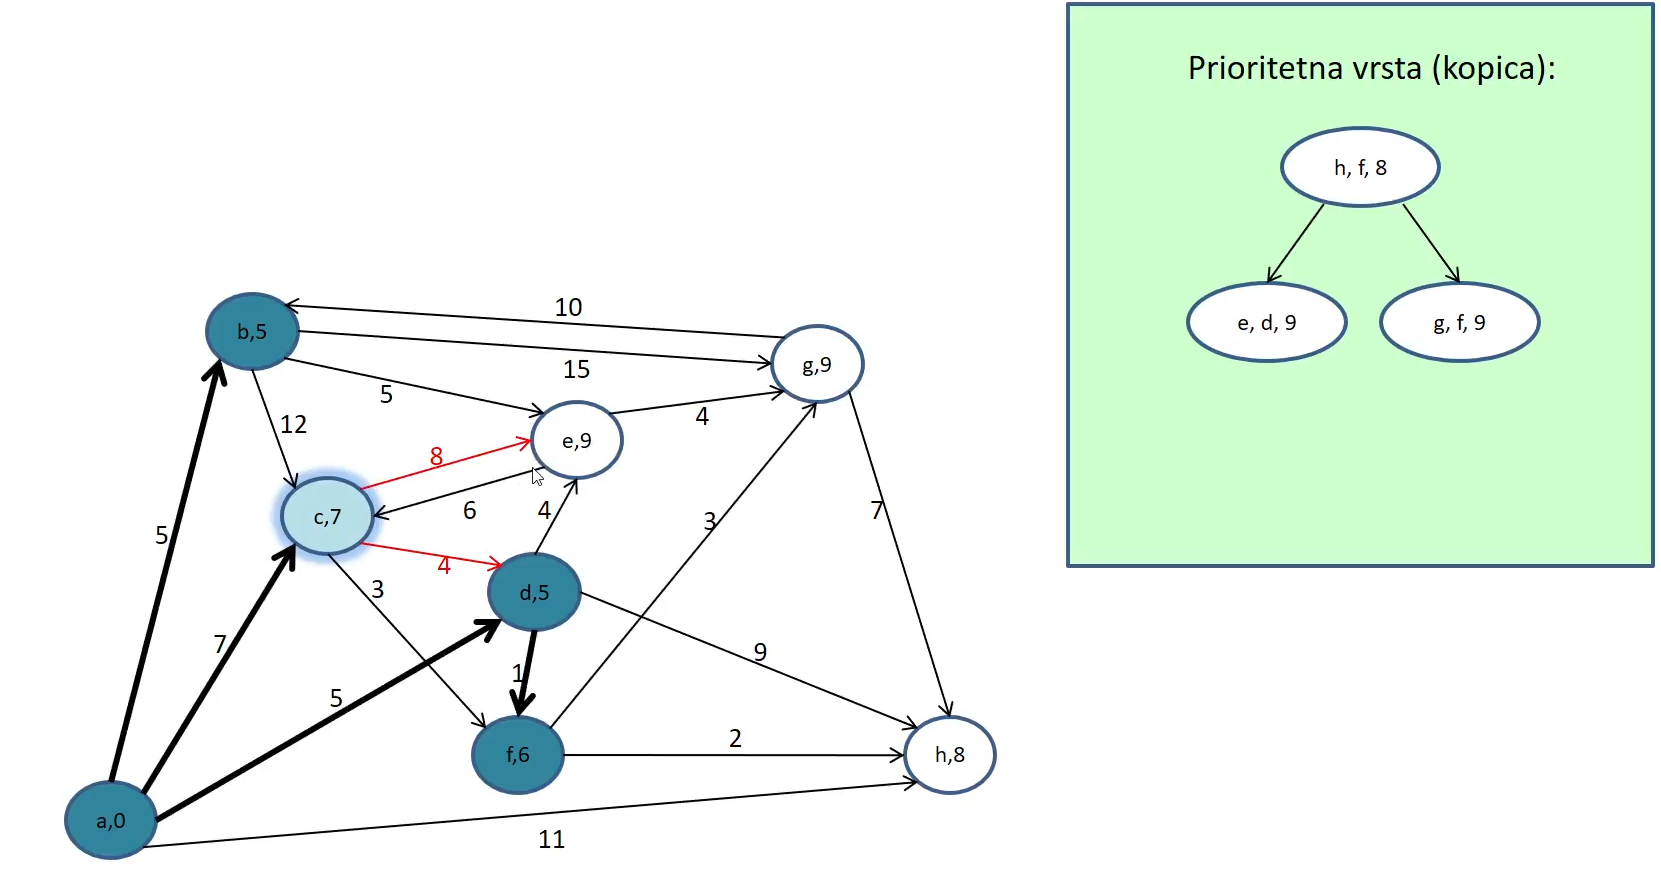 Prioritetna vrsta (kopica):
h, f, 8
e, d, 9
g, f, 9
10
b,5
15
g,9
5
4
12
e,9
8
6
4
3
7
c,7
5
4
3
d,5
7
9
1
5
2
f,6
h,8
a,0
11